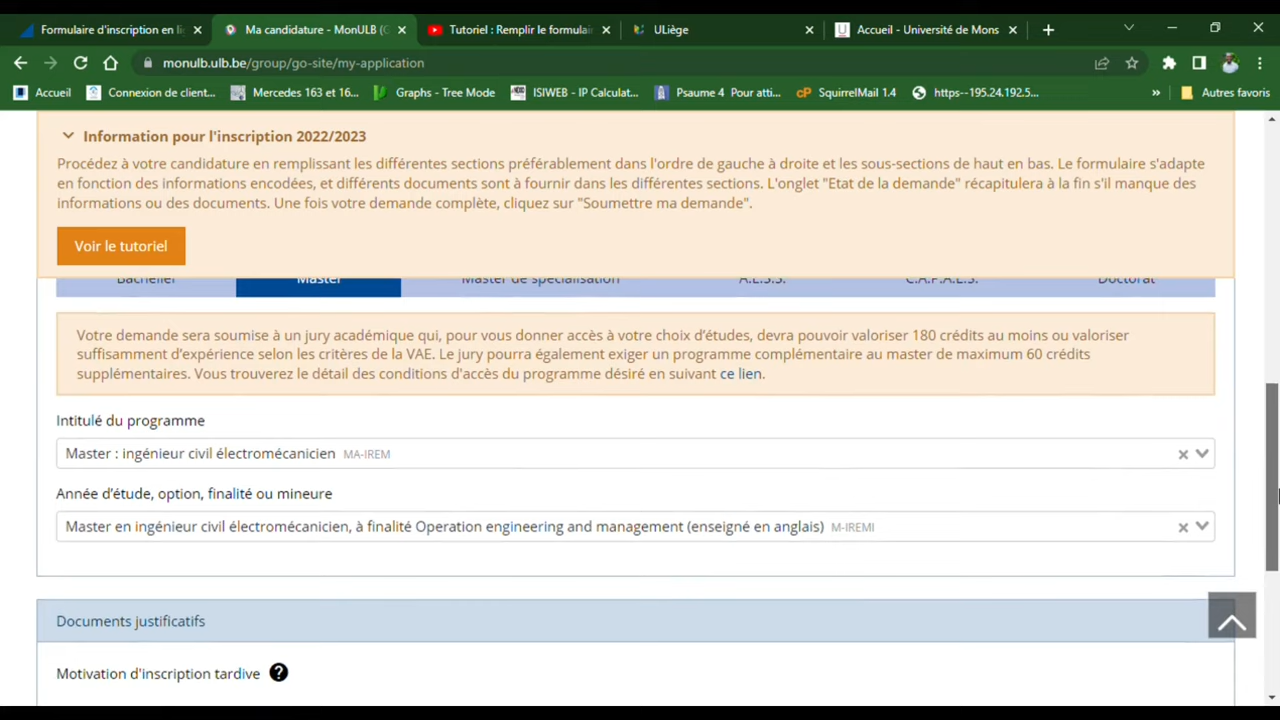 Formulaire d'inscription en li
Ma candidature - MonULB (G
Tutoriel : Remplir le formulai
ULiège
Accueil - Université de Mons
monulb.ulb.be/group/go-site/my-application
Accueil
Connexion de client...
Mercedes 163 et 16...
Graphs - Tree Mode
ISIWEB - IP Calculat...
Psaume 4 Pour atti...
SquirrelMail 1.4
https--195.24.192.5...
»
Autres favoris
Information pour l'inscription 2022/2023
Procédez à votre candidature en remplissant les différentes sections préférablement dans l'ordre de gauche à droite et les sous-sections de haut en bas. Le formulaire s'adapte
en fonction des informations encodées, et différents documents sont à fournir dans les différentes sections. L'onglet "Etat de la demande" récapitulera à la fin s'il manque des
informations ou des documents. Une fois votre demande complète, cliquez sur "Soumettre ma demande".
Voir le tutoriel
Bachelier
Master
Master de spécialisation
A.E.S.S.
C.A.P.A.E.S.
Doctorat
Votre demande sera soumise à un jury académique qui, pour vous donner accès à votre choix d'études, devra pouvoir valoriser 180 crédits au moins ou valoriser
suffisamment d'expérience selon les critères de la VAE. Le jury pourra également exiger un programme complémentaire au master de maximum 60 crédits
supplémentaires. Vous trouverez le détail des conditions d'accès du programme désiré en suivant ce lien.
Intitulé du programme
Master : ingénieur civil électromécanicien MA-IREM
Année d'étude, option, finalité ou mineure
Master en ingénieur civil électromécanicien, à finalité Operation engineering and management (enseigné en anglais) M-IREMI
Documents justificatifs
Motivation d'inscription tardive ?